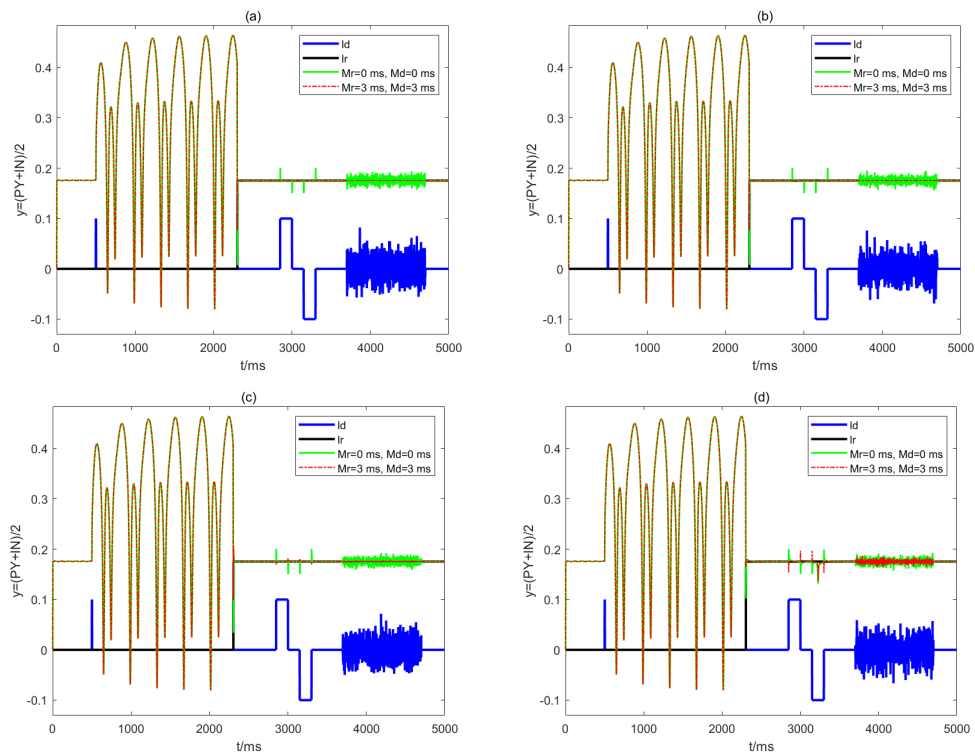 (a)
y=(PY+IN)/2
0.4
0.3
0.2
0.1
0
-0.1
Id
Ir
Mr=0 ms, Md=0 ms
Mr=3 ms, Md=3 ms
0 1000 2000 3000 4000 5000
t/ms
(b)
y=(PY+IN)/2
0.4
0.3
0.2
0.1
0
-0.1
Id
Ir
Mr=0 ms, Md=0 ms
Mr=3 ms, Md=3 ms
0 1000 2000 3000 4000 5000
t/ms
(c)
y=(PY+IN)/2
0.4
0.3
0.2
0.1
0
-0.1
Id
Ir
Mr=0 ms, Md=0 ms
Mr=3 ms, Md=3 ms
0 1000 2000 3000 4000 5000
t/ms
(d)
y=(PY+IN)/2
0.4
0.3
0.2
0.1
0
-0.1
Id
Ir
Mr=0 ms, Md=0 ms
Mr=3 ms, Md=3 ms
0 1000 2000 3000 4000 5000
t/ms